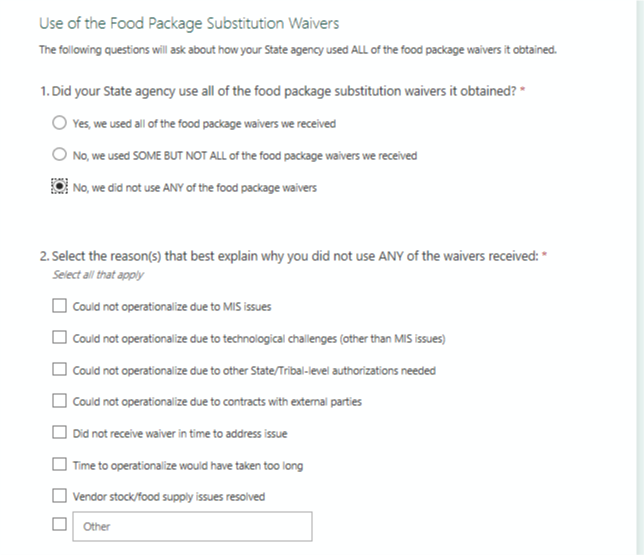 Use of the Food Package Substitution Waivers
The following questions will ask about how your State agency used ALL of the food package waivers it obtained.
1. Did your State agency use all of the food package substitution waivers it obtained? *
Yes, we used all of the food package waivers we received
No, we used SOME BUT NOT ALL of the food package waivers we received
No, we did not use ANY of the food package waivers
2. Select the reason(s) that best explain why you did not use ANY of the waivers received: *
Select all that apply
Could not operationalize due to MIS issues
Could not operationalize due to technological challenges (other than MIS issues)
Could not operationalize due to other State/Tribal-level authorizations needed
Could not operationalize due to contracts with external parties
Did not receive waiver in time to address issue
Time to operationalize would have taken too long
Vendor stock/food supply issues resolved
Other